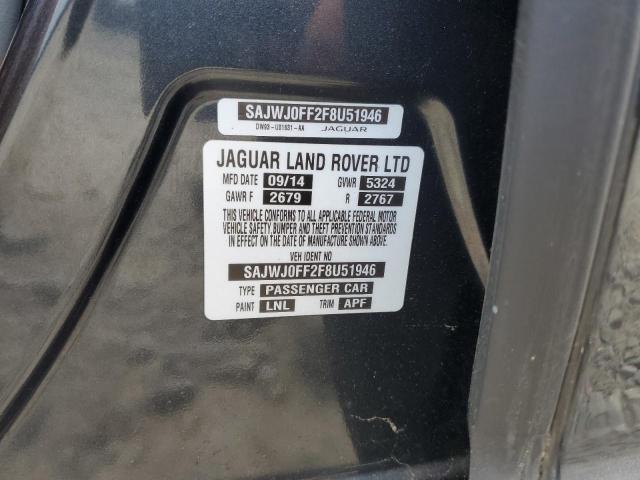 SAJWJ0FF2F8U51946
DW93-U01631-AA JAGUAR
JAGUAR LAND ROVER LTD
MFD DATE 09/14 GVWR 5324
GAWR F 2679 R 2767
THIS VEHICLE CONFORMS TO ALL APPLICABLE FEDERAL MOTOR
VEHICLE SAFETY, BUMPER AND THEFT PREVENTION STANDARDS
IN EFFECT ON THE DATE OF MANUFACTURE SHOWN ABOVE.
VEH IDENT NO
SAJWJ0FF2F8U51946
TYPE PASSENGER CAR
PAINT LNL TRIM APF